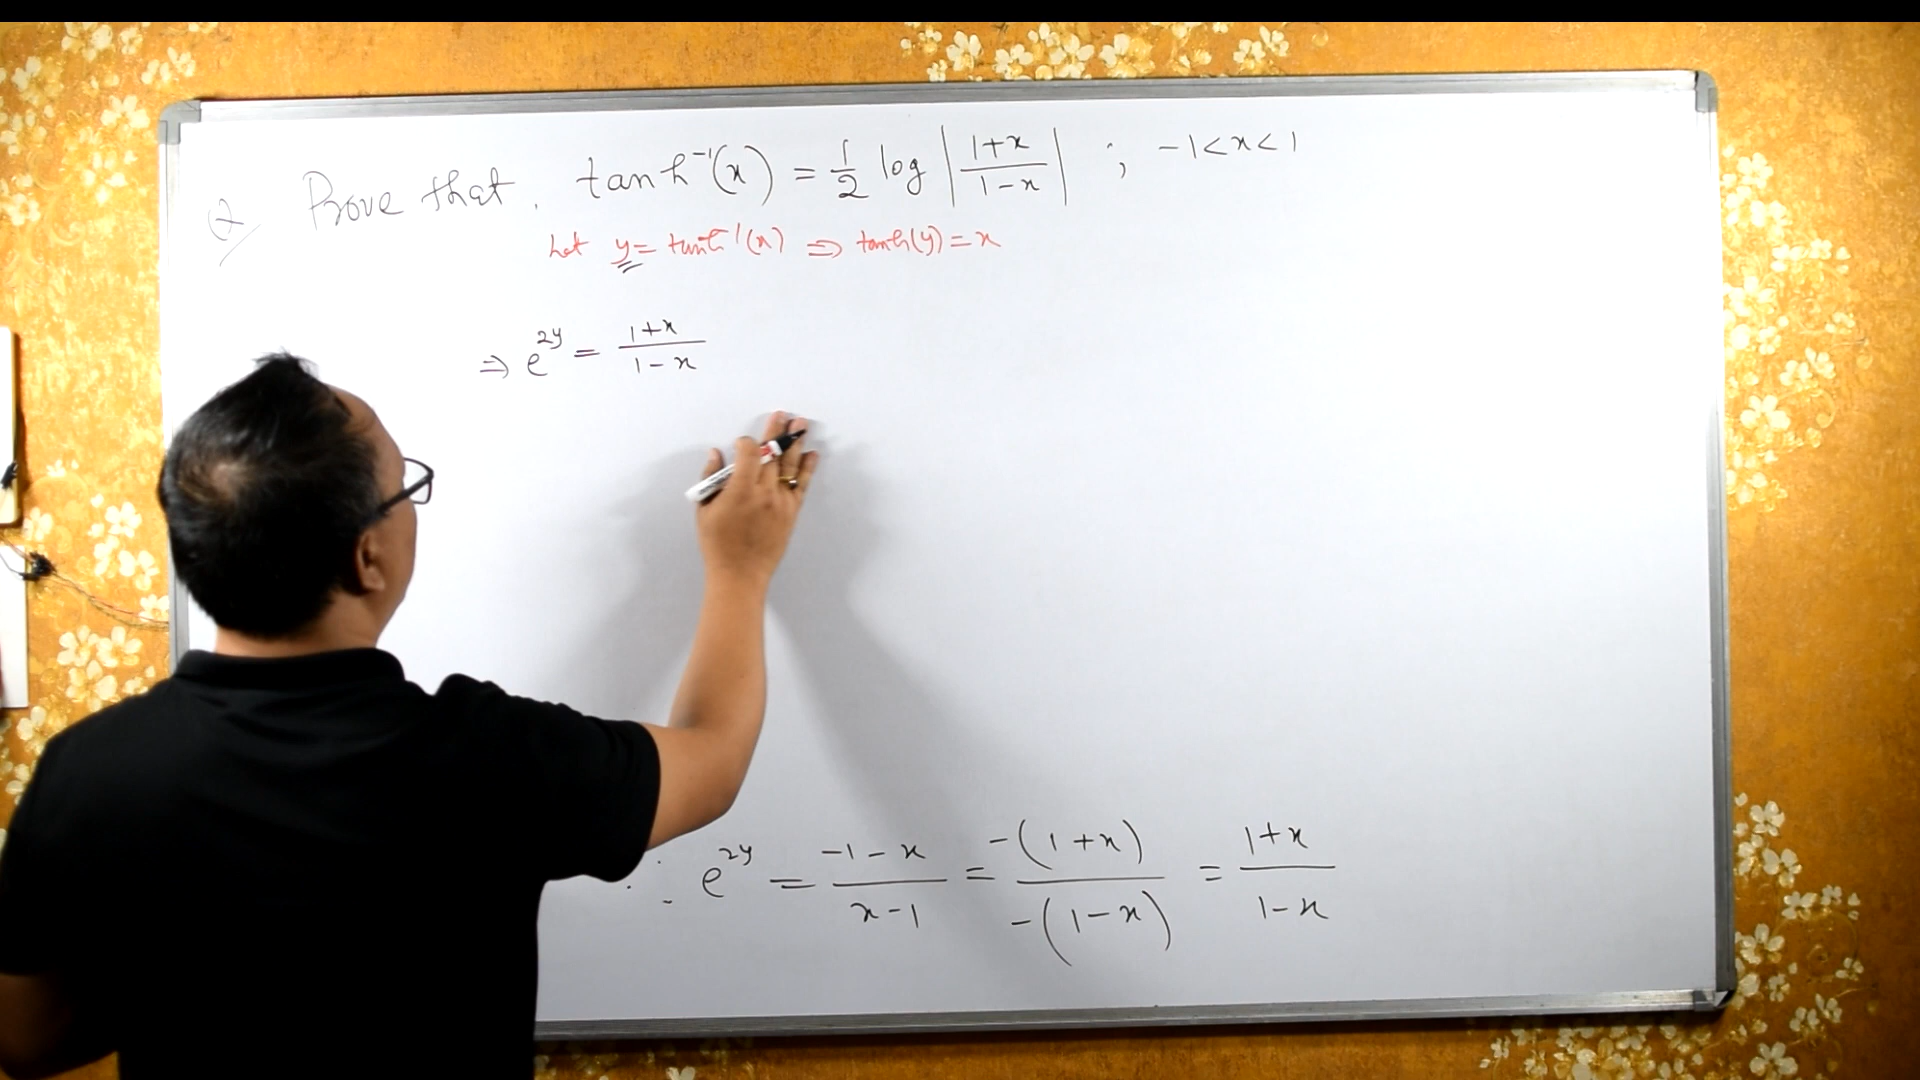 Q Prove that, tanh⁻¹(x) = 1/2 log |(1+x)/(1-x)| ; -1<x<1
Let y = tanh⁻¹(x) ⇒ tanh(y) = x
⇒ e^2y = (1+x)/(1-x)
∴ e^2y = (-1-x)/(x-1) = (-(1+x))/(-(1-x)) = (1+x)/(1-x)